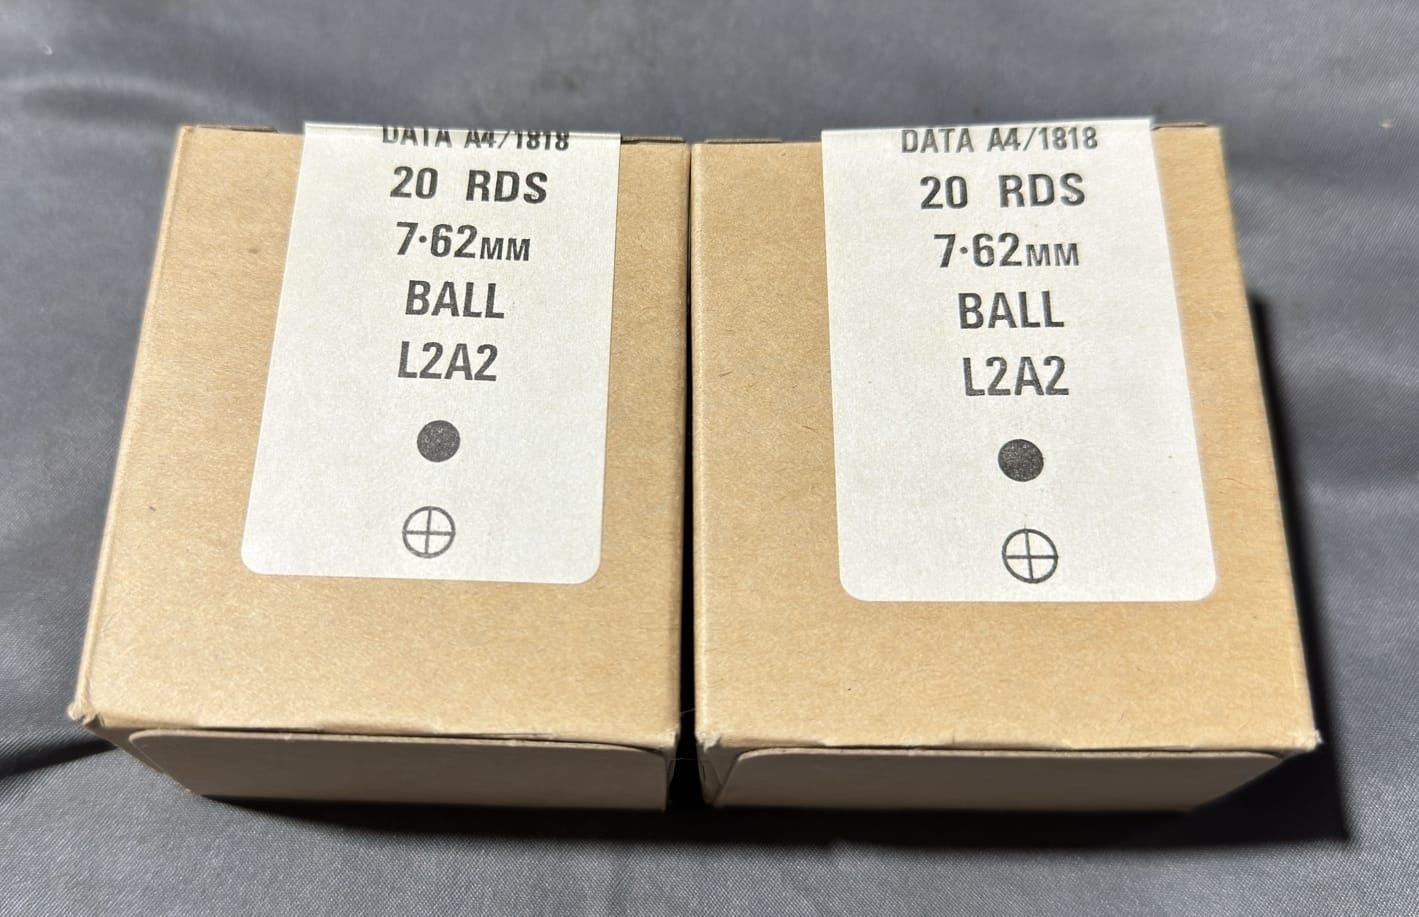 DATA A4/1818
20 RDS
7·62MM
BALL
L2A2
DATA A4/1818
20 RDS
7·62MM
BALL
L2A2